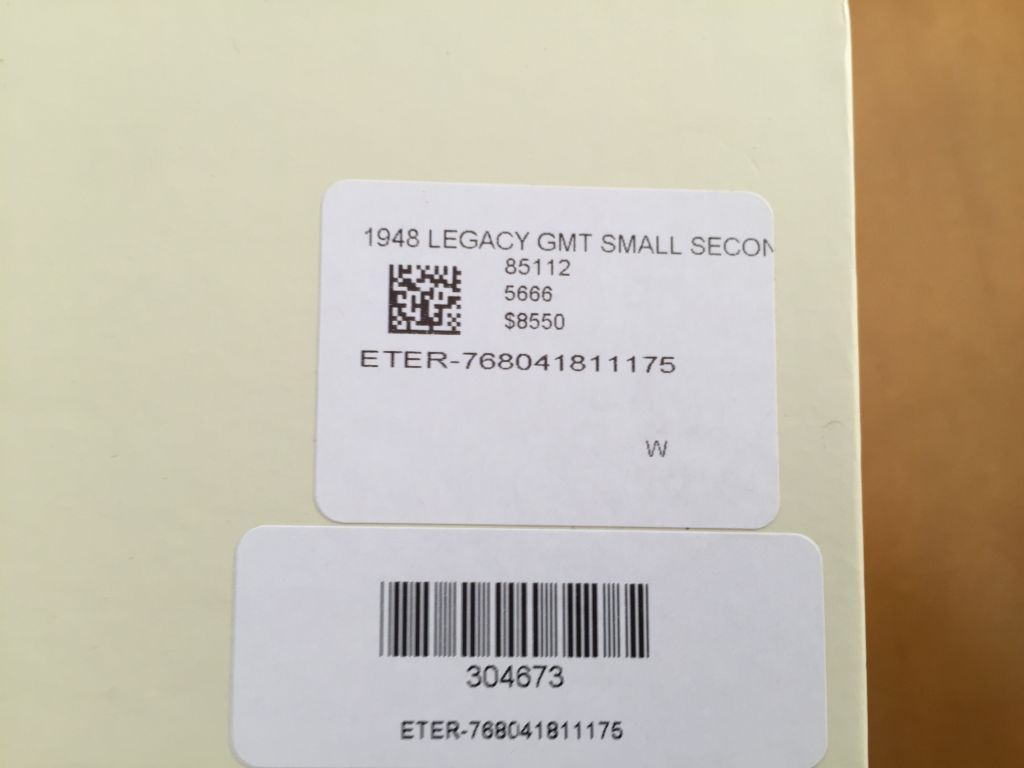 1948 LEGACY GMT SMALL SECON
85112
5666
$8550
ETER-768041811175
W
304673
ETER-768041811175